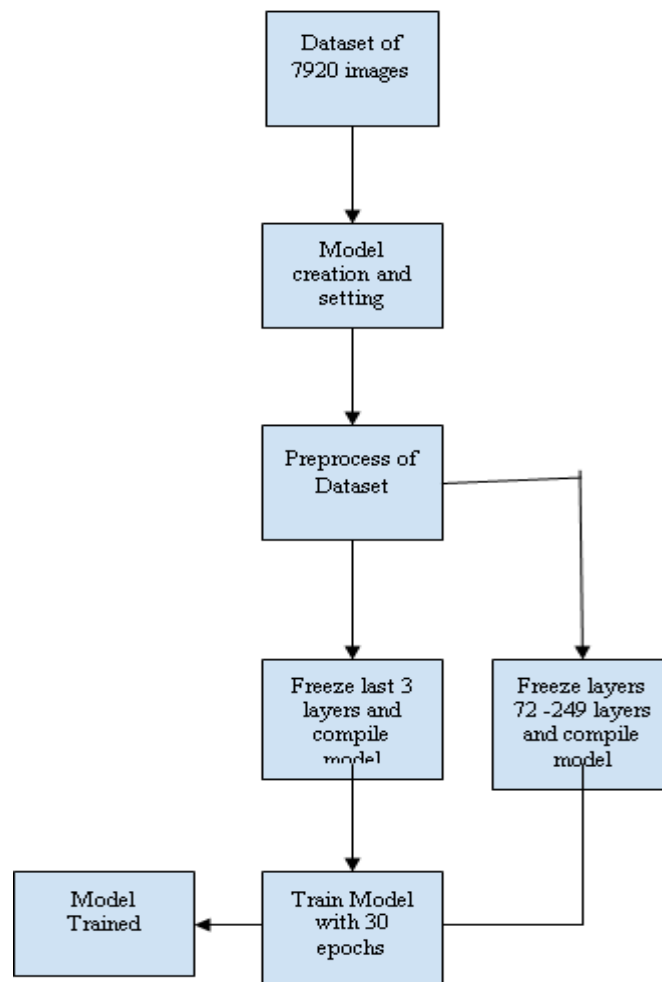 Dataset of
7920 images
Model
creation and
setting
Preprocess of
Dataset
Freeze last 3
layers and
compile
model
Freeze layers
72 -249 layers
and compile
model
Model
Trained
Train Model
with 30
epochs